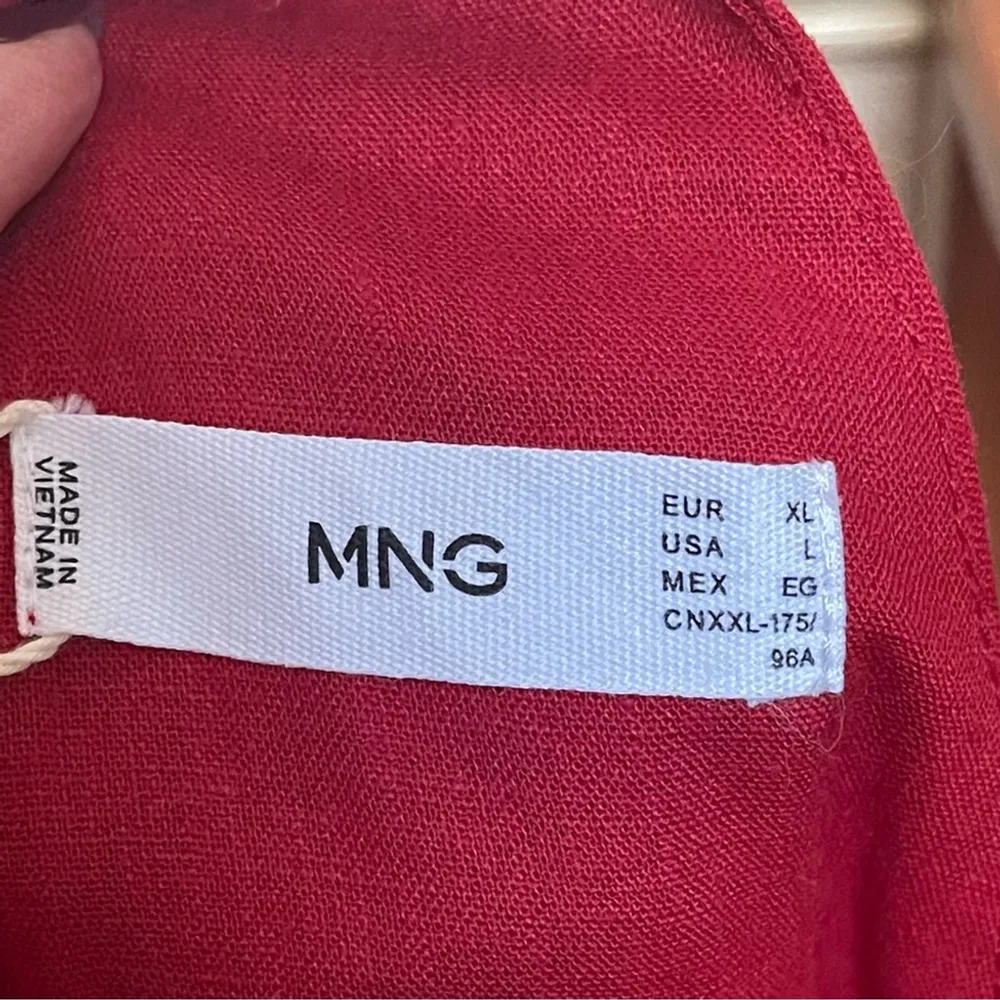 MADE IN
VIETNAM
MNG
EUR XL
USA L
MEX EG
CNXXL-175/
96A